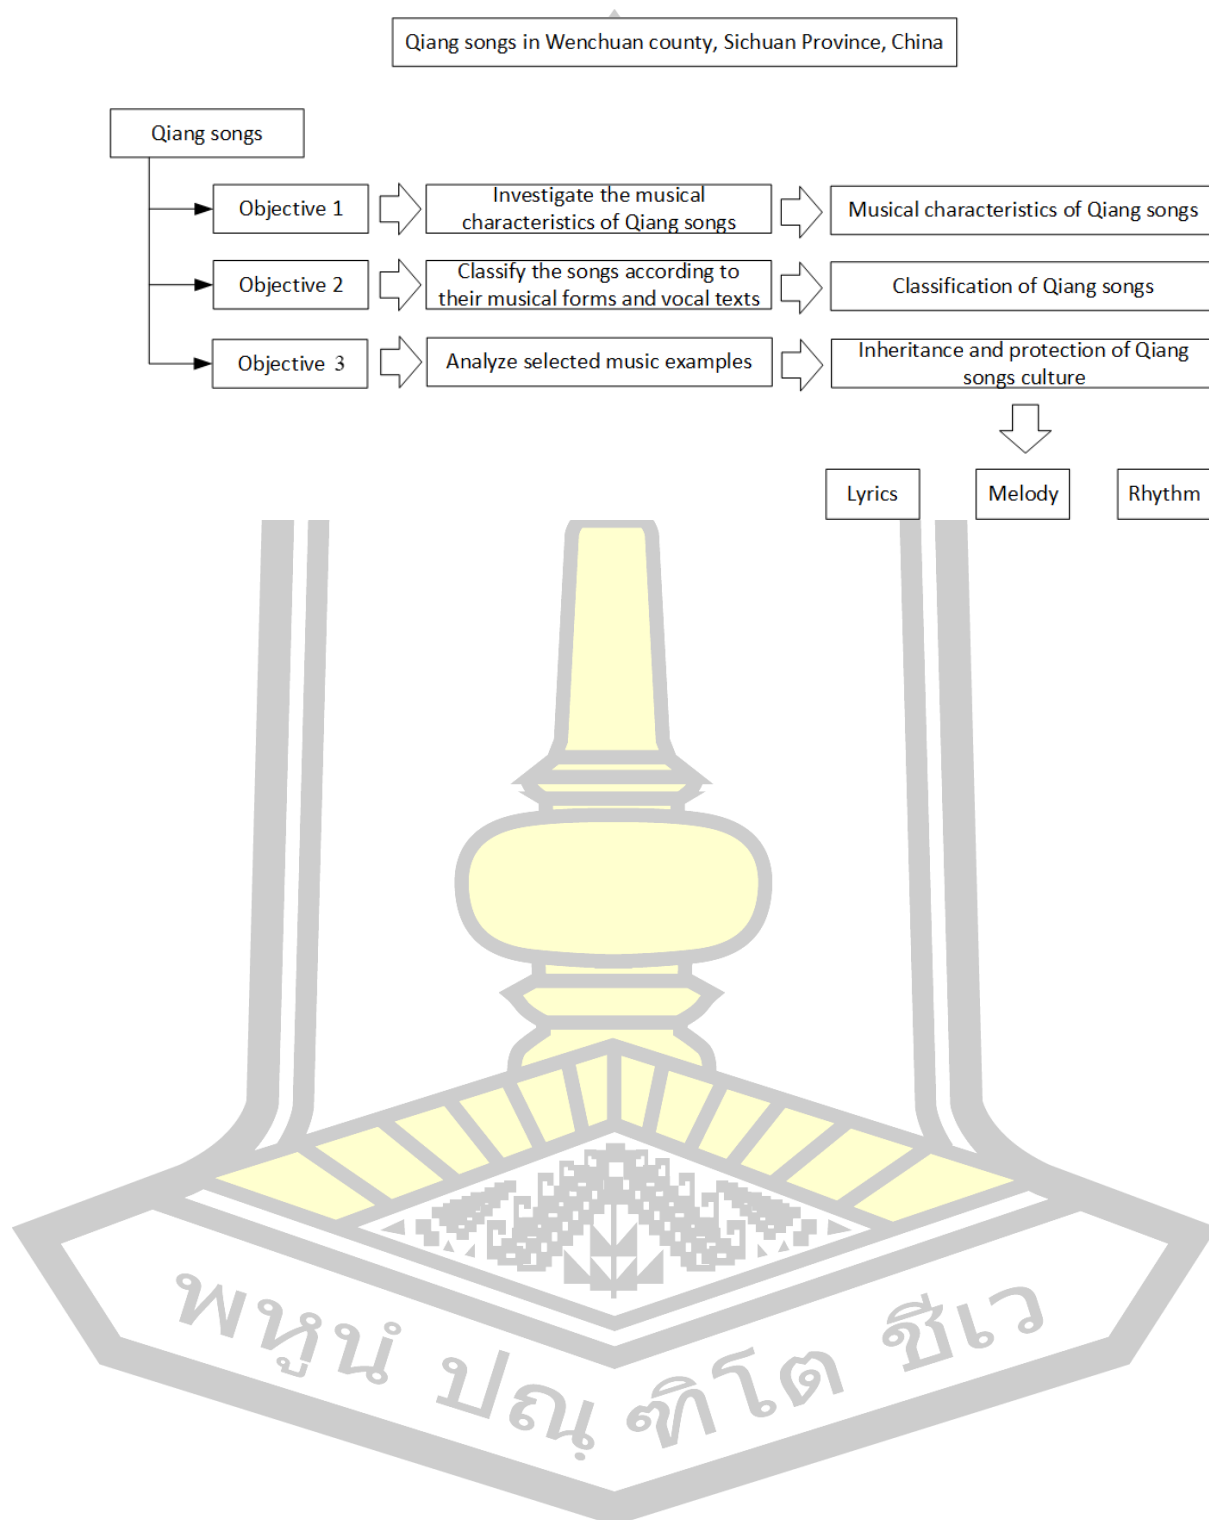 Qiang songs in Wenchuan county, Sichuan Province, China
Qiang songs
Objective 1
Investigate the musical
characteristics of Qiang songs
Musical characteristics of Qiang songs
Objective 2
Classify the songs according to
their musical forms and vocal texts
Classification of Qiang songs
Objective 3
Analyze selected music examples
Inheritance and protection of Qiang
songs culture
Lyrics
Melody
Rhythm
พหูนํ ปณฺฑิโต ชีเว